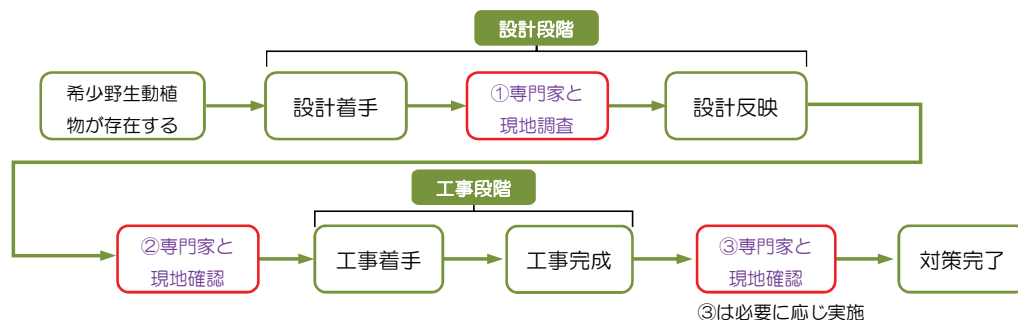 設計段階
希少野生動植
物が存在する
設計着手
①専門家と
現地調査
設計反映
工事段階
②専門家と
現地確認
工事着手
工事完成
③専門家と
現地確認
対策完了
③は必要に応じ実施